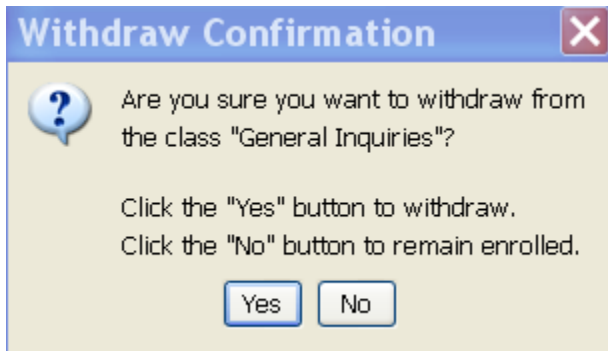 Withdraw Confirmation
Are you sure you want to withdraw from
the class "General Inquiries"?
Click the "Yes" button to withdraw.
Click the "No" button to remain enrolled.
Yes No